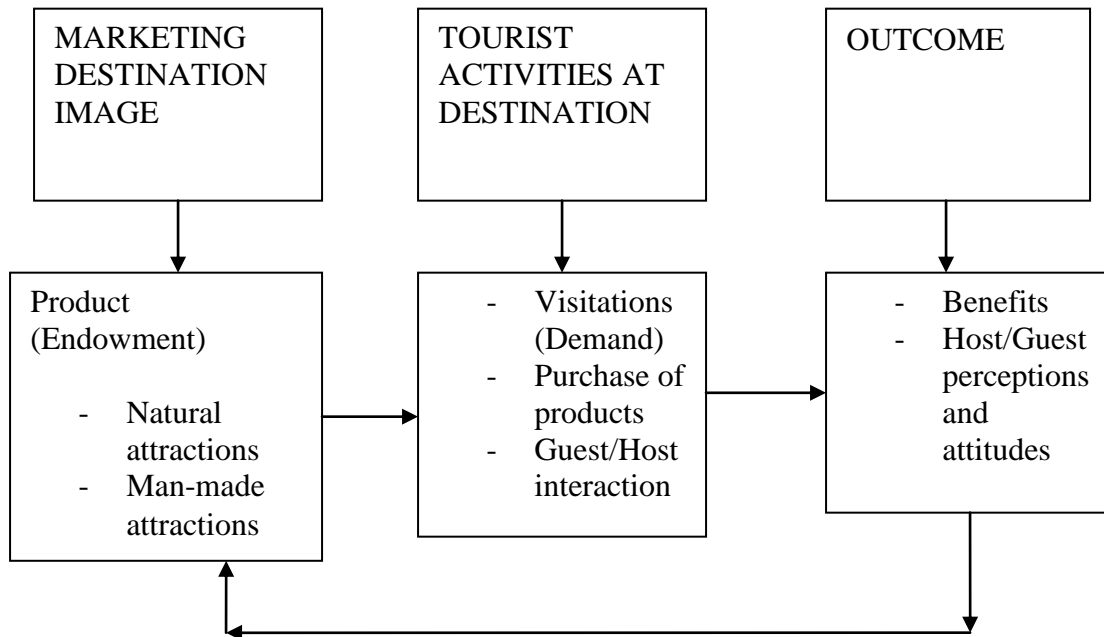 MARKETING
DESTINATION
IMAGE
TOURIST
ACTIVITIES AT
DESTINATION
OUTCOME
Product
(Endowment)
- Natural
attractions
- Man-made
attractions
- Visitations
(Demand)
- Purchase of
products
- Guest/Host
interaction
- Benefits
- Host/Guest
perceptions
and
attitudes